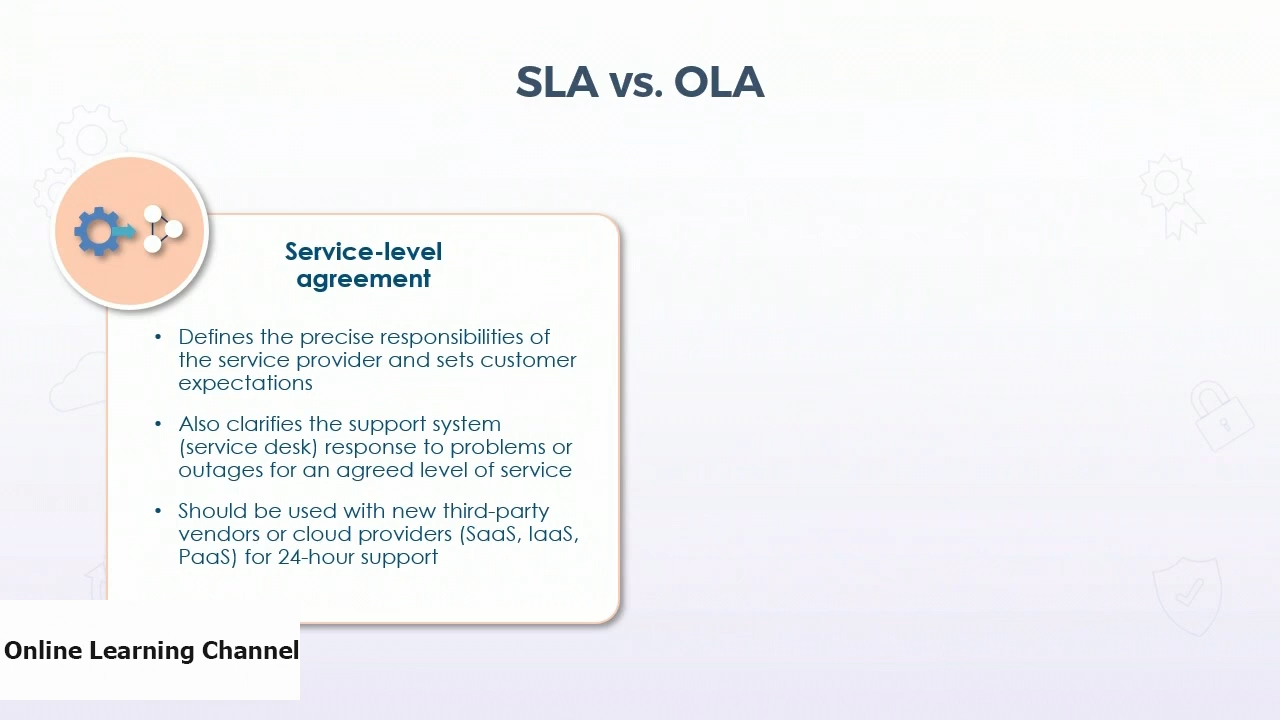 SLA vs. OLA
Service-level
agreement
• Defines the precise responsibilities of
the service provider and sets customer
expectations
• Also clarifies the support system
(service desk) response to problems or
outages for an agreed level of service
• Should be used with new third-party
vendors or cloud providers (SaaS, IaaS,
PaaS) for 24-hour support
Online Learning Channel